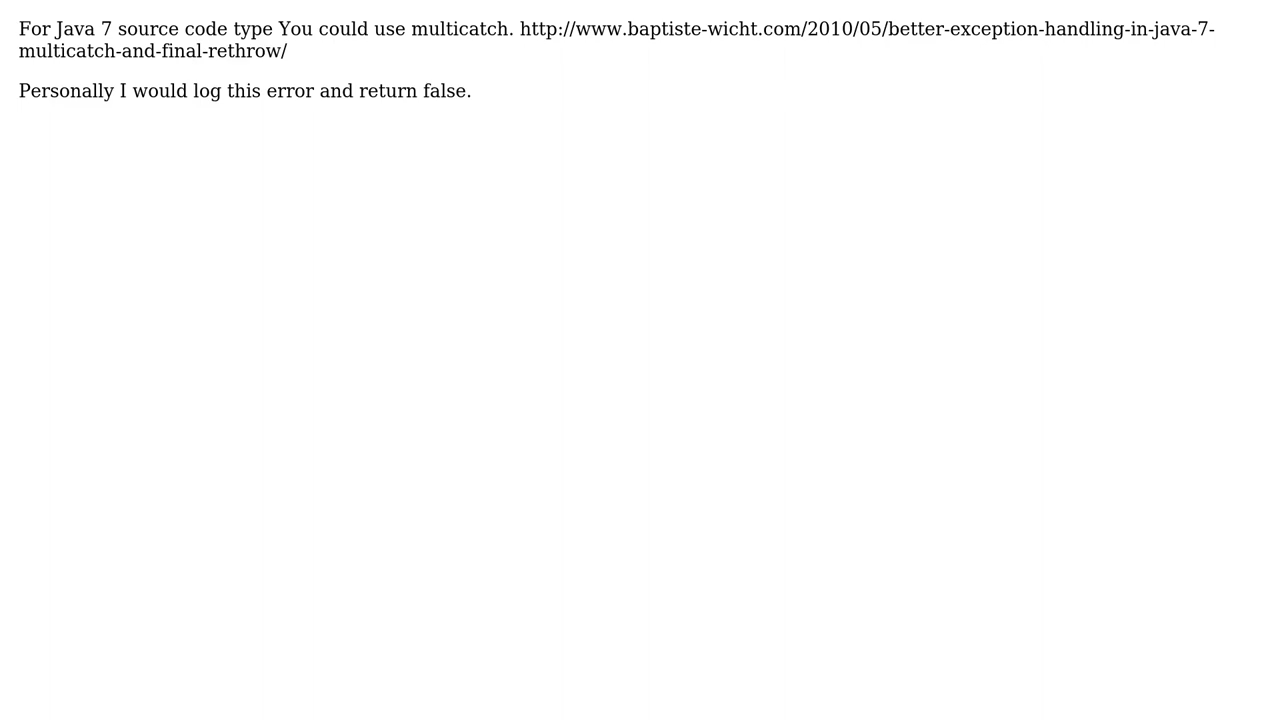 For Java 7 source code type You could use multicatch. http://www.baptiste-wicht.com/2010/05/better-exception-handling-in-java-7-
multicatch-and-final-rethrow/
Personally I would log this error and return false.